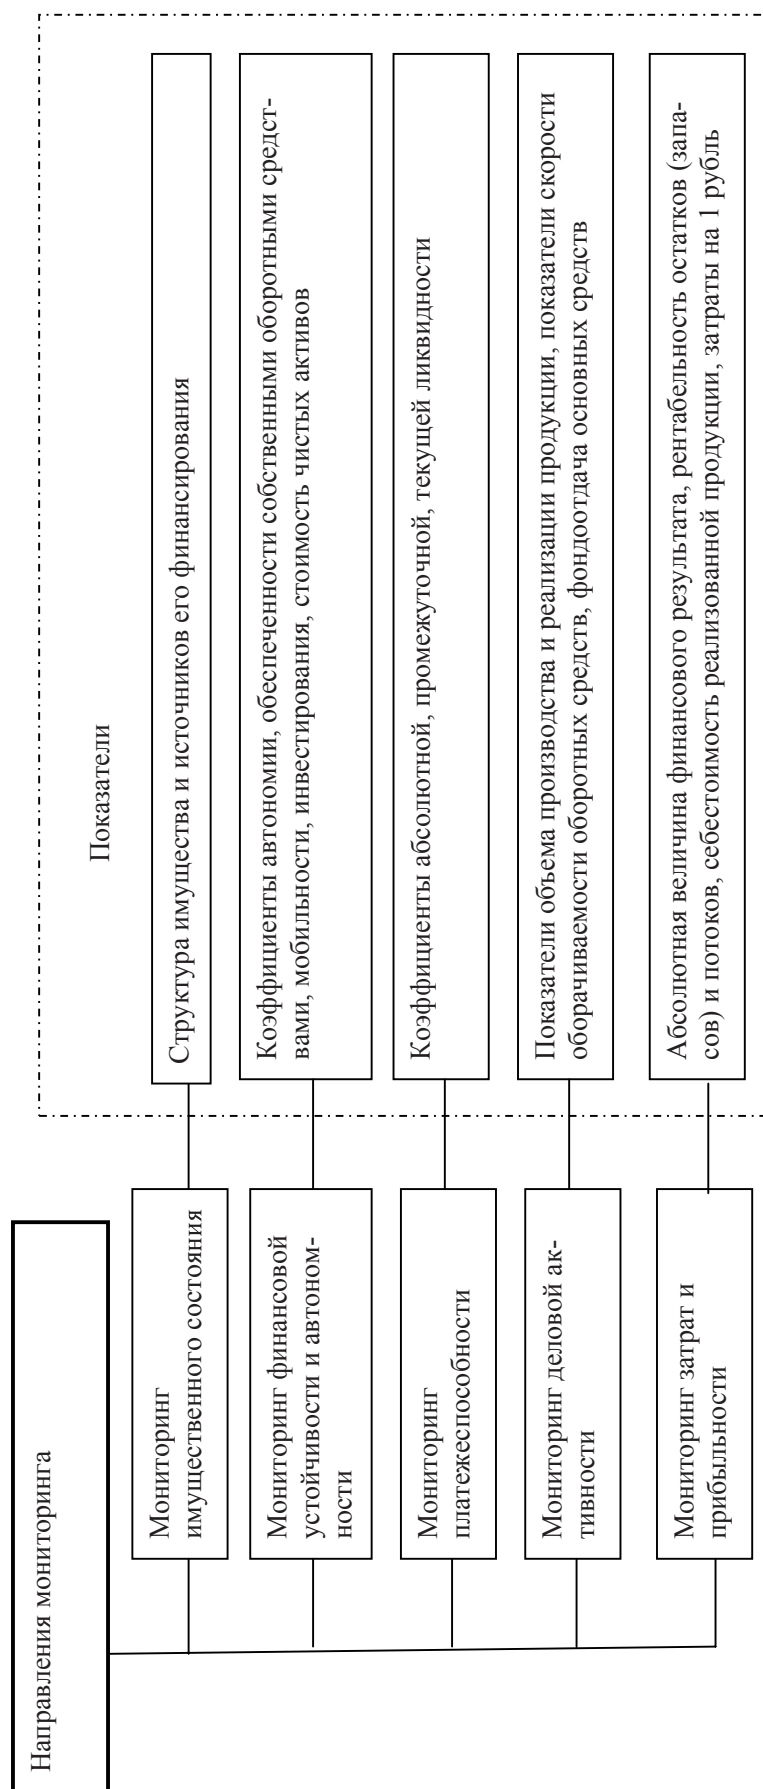 Направления мониторинга
Показатели
Мониторинг
имущественного состояния
Структура имущества и источников его финансирования
Мониторинг финансовой
устойчивости и автоном-
ности
Коэффициенты автономии, обеспеченности собственными оборотными средст-
вами, мобильности, инвестирования, стоимость чистых активов
Мониторинг
платежеспособности
Коэффициенты абсолютной, промежуточной, текущей ликвидности
Мониторинг деловой ак-
тивности
Показатели объема производства и реализации продукции, показатели скорости
оборачиваемости оборотных средств, фондоотдача основных средств
Мониторинг затрат и
прибыльности
Абсолютная величина финансового результата, рентабельность остатков (запа-
сов) и потоков, себестоимость реализованной продукции, затраты на 1 рубль